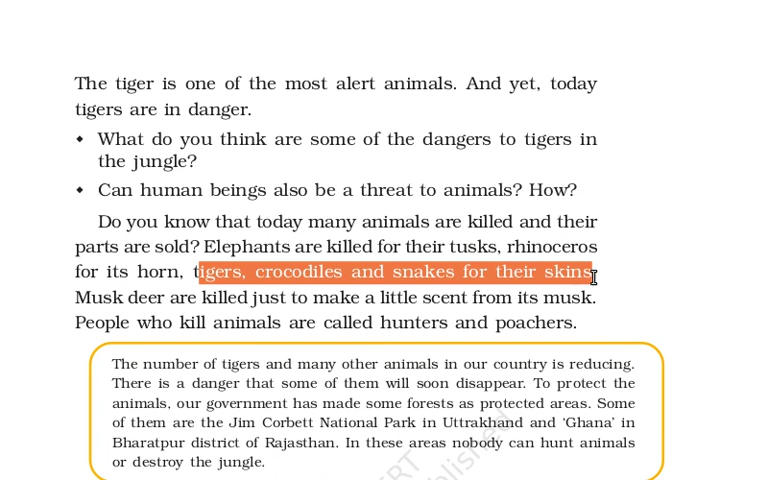 The tiger is one of the most alert animals. And yet, today
tigers are in danger.
◆ What do you think are some of the dangers to tigers in
the jungle?
◆ Can human beings also be a threat to animals? How?
Do you know that today many animals are killed and their
parts are sold? Elephants are killed for their tusks, rhinoceros
for its horn, tigers, crocodiles and snakes for their skins.
Musk deer are killed just to make a little scent from its musk.
People who kill animals are called hunters and poachers.
The number of tigers and many other animals in our country is reducing.
There is a danger that some of them will soon disappear. To protect the
animals, our government has made some forests as protected areas. Some
of them are the Jim Corbett National Park in Uttrakhand and ‘Ghana’ in
Bharatpur district of Rajasthan. In these areas nobody can hunt animals
or destroy the jungle.